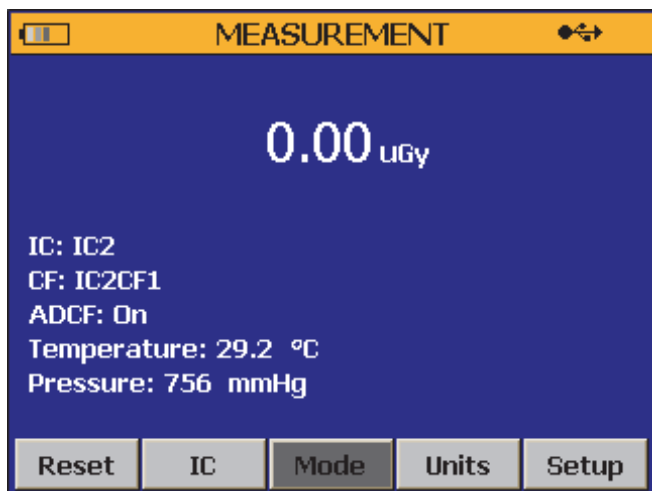 MEASUREMENT
0.00 uGy
IC: IC2
CF: IC2CF1
ADCF: On
Temperature: 29.2 ºC
Pressure: 756 mmHg
Reset IC Mode Units Setup